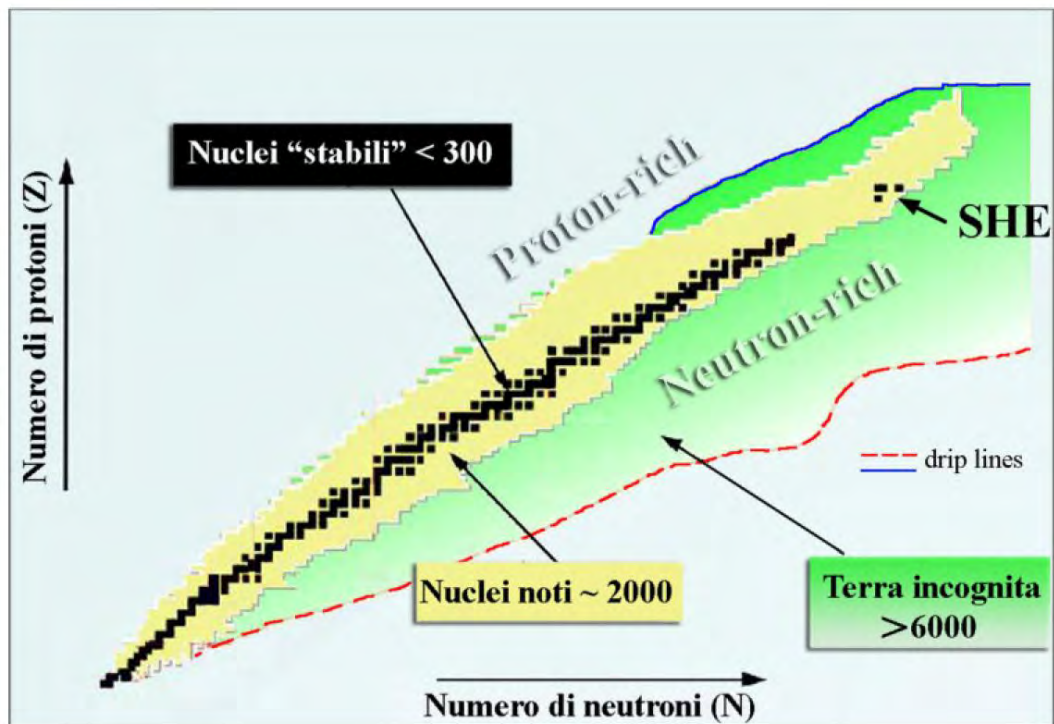 Nuclei “stabili” < 300
Proton-rich
SHE
Neutron-rich
Numero di protoni (Z)
drip lines
Nuclei noti ~ 2000
Terra incognita
>6000
Numero di neutroni (N)